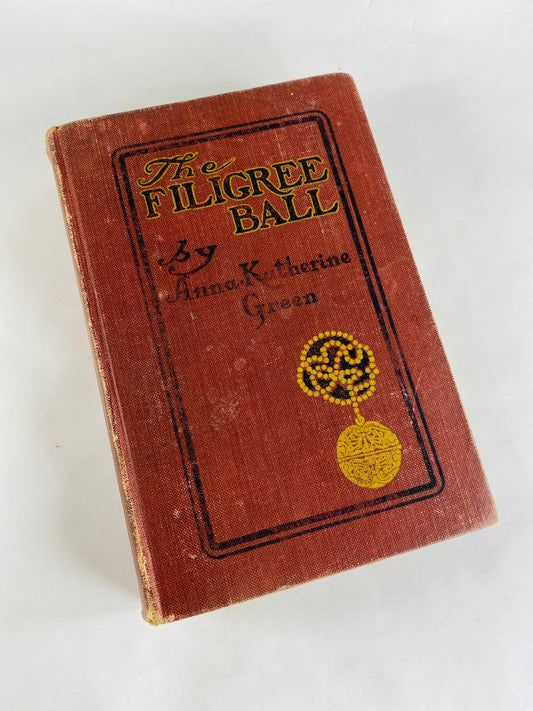 The
FILIGREE
BALL
by
Anna Katherine
Green